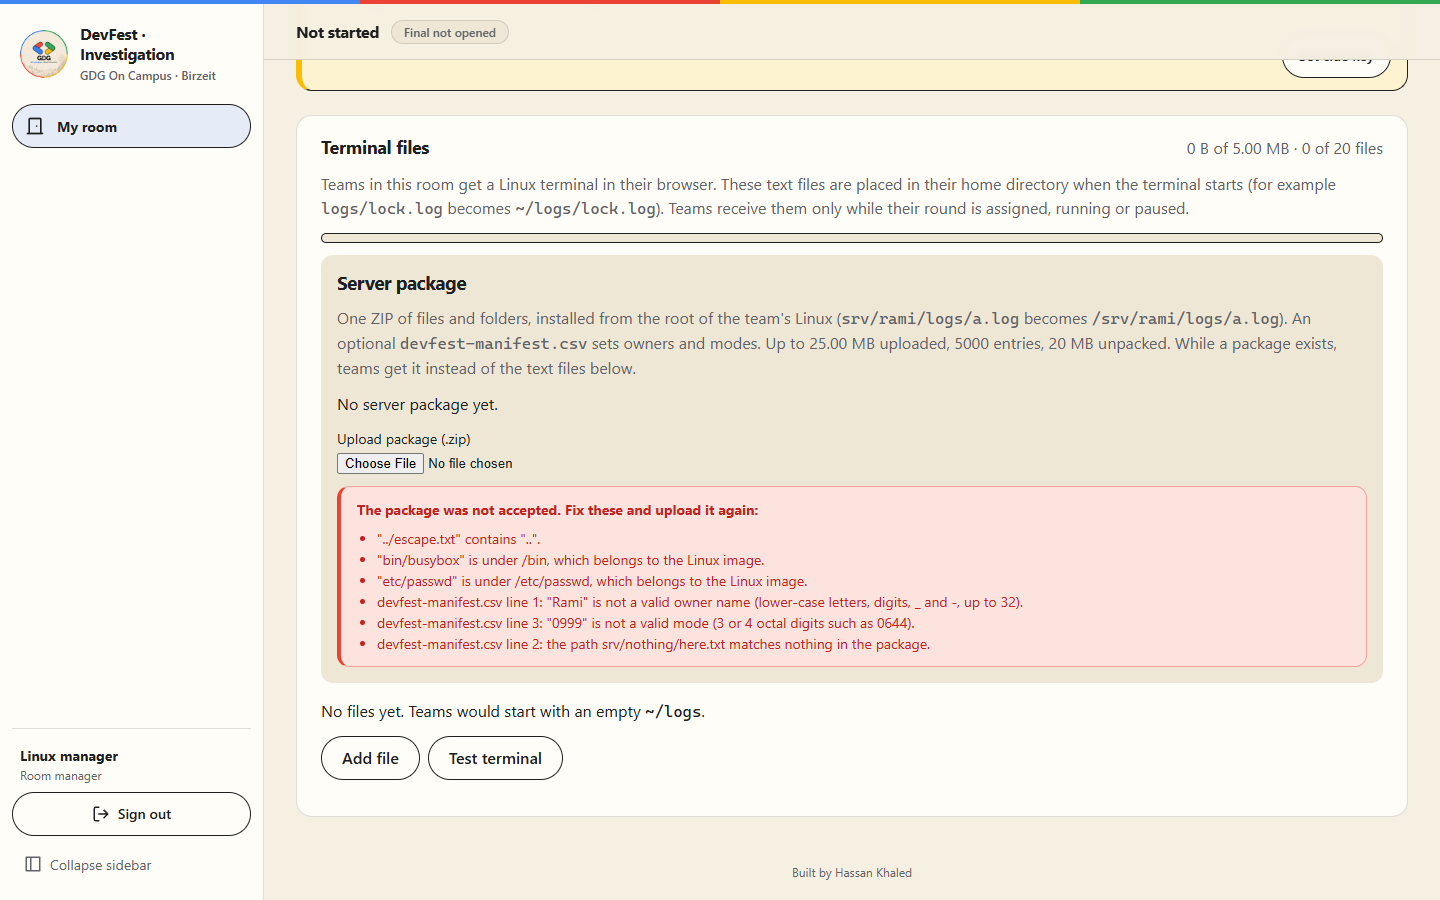 DevFest ·
Investigation
GDG On Campus · Birzeit
My room
Linux manager
Room manager
Sign out
Collapse sidebar
Not started
Final not opened
Terminal files
0 B of 5.00 MB · 0 of 20 files
Teams in this room get a Linux terminal in their browser. These text files are placed in their home directory when the terminal starts (for example
logs/lock.log becomes ~/logs/lock.log). Teams receive them only while their round is assigned, running or paused.
Server package
One ZIP of files and folders, installed from the root of the team's Linux (srv/rami/logs/a.log becomes /srv/rami/logs/a.log). An
optional devfest-manifest.csv sets owners and modes. Up to 25.00 MB uploaded, 5000 entries, 20 MB unpacked. While a package exists,
teams get it instead of the text files below.
No server package yet.
Upload package (.zip)
Choose File No file chosen
The package was not accepted. Fix these and upload it again:
• "../escape.txt" contains "..".
• "bin/busybox" is under /bin, which belongs to the Linux image.
• "etc/passwd" is under /etc/passwd, which belongs to the Linux image.
• devfest-manifest.csv line 1: "Rami" is not a valid owner name (lower-case letters, digits, _ and -, up to 32).
• devfest-manifest.csv line 3: "0999" is not a valid mode (3 or 4 octal digits such as 0644).
• devfest-manifest.csv line 2: the path srv/nothing/here.txt matches nothing in the package.
No files yet. Teams would start with an empty ~/logs.
Add file
Test terminal
Built by Hassan Khaled